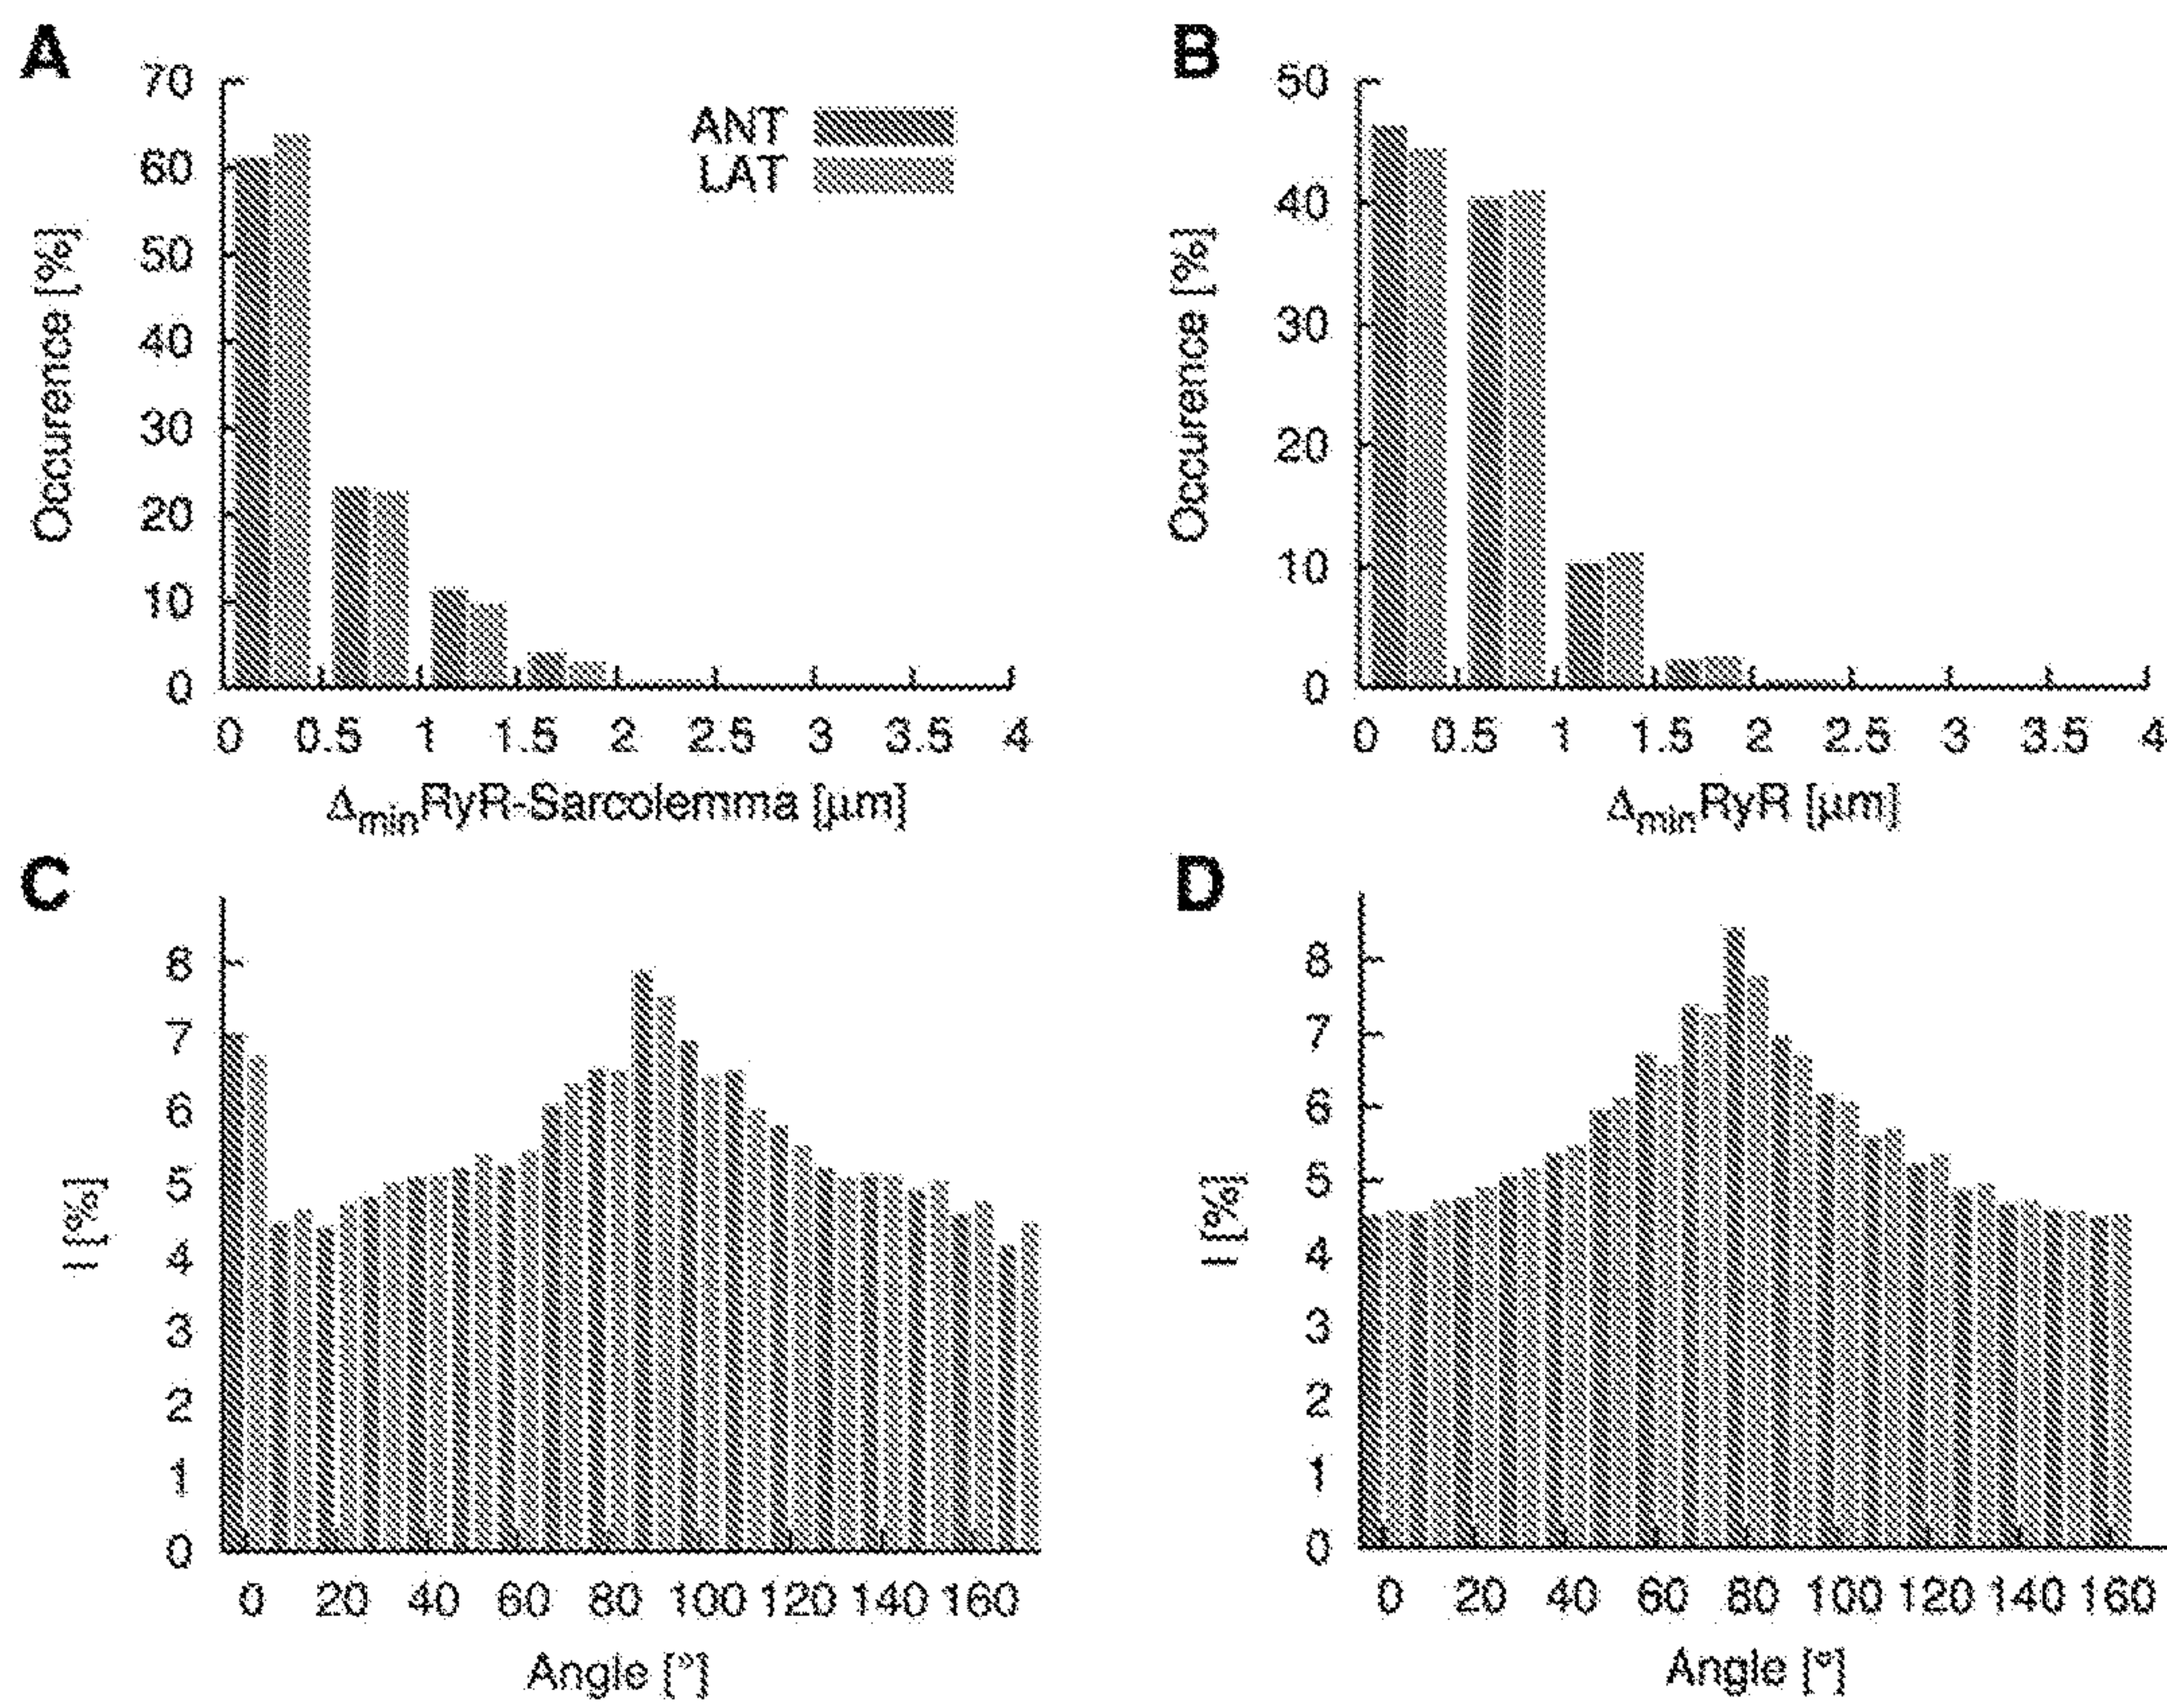 A
70
60
50
40
30
20
10
0
Occurence [%]
ANT
LAT
0 0.5 1 1.5 2 2.5 3 3.5 4
ΔminRyR-Sarcolemma [μm]
B
50
40
30
20
10
0
Occurence [%]
0 0.5 1 1.5 2 2.5 3 3.5 4
ΔminRyR [μm]
C
8
7
6
5
4
3
2
1
0
I [%]
0 20 40 60 80 100 120 140 160
Angle [°]
D
8
7
6
5
4
3
2
1
0
I [%]
0 20 40 60 80 100 120 140 160
Angle [°]